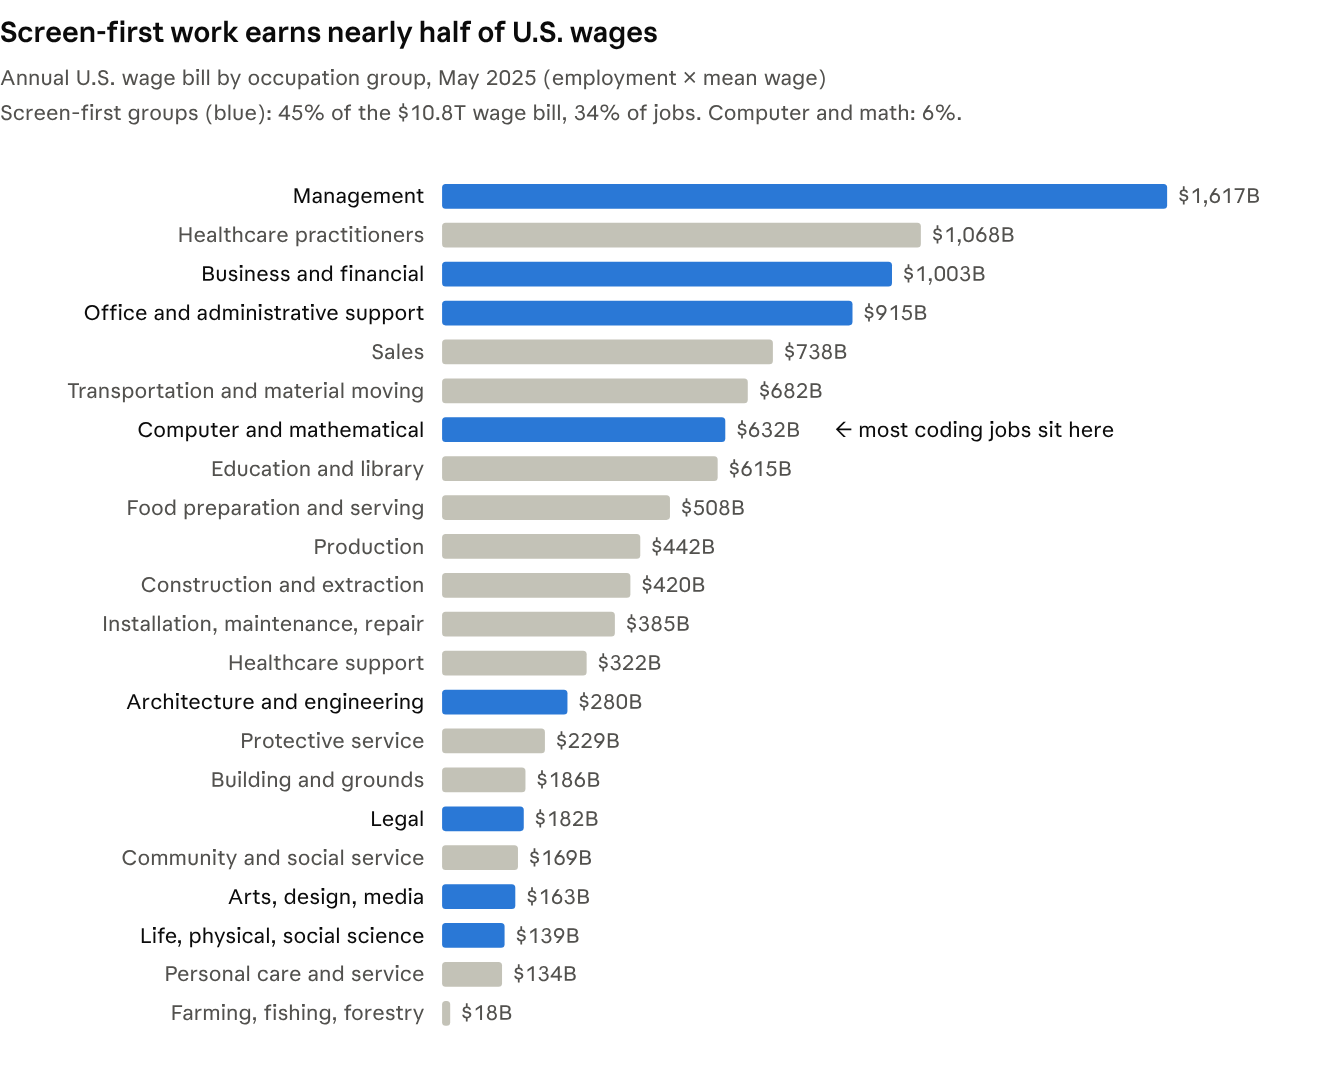 Screen-first work earns nearly half of U.S. wages
Annual U.S. wage bill by occupation group, May 2025 (employment × mean wage)
Screen-first groups (blue): 45% of the $10.8T wage bill, 34% of jobs. Computer and math: 6%.
Management $1,617B
Healthcare practitioners $1,068B
Business and financial $1,003B
Office and administrative support $915B
Sales $738B
Transportation and material moving $682B
Computer and mathematical $632B ← most coding jobs sit here
Education and library $615B
Food preparation and serving $508B
Production $442B
Construction and extraction $420B
Installation, maintenance, repair $385B
Healthcare support $322B
Architecture and engineering $280B
Protective service $229B
Building and grounds $186B
Legal $182B
Community and social service $169B
Arts, design, media $163B
Life, physical, social science $139B
Personal care and service $134B
Farming, fishing, forestry $18B